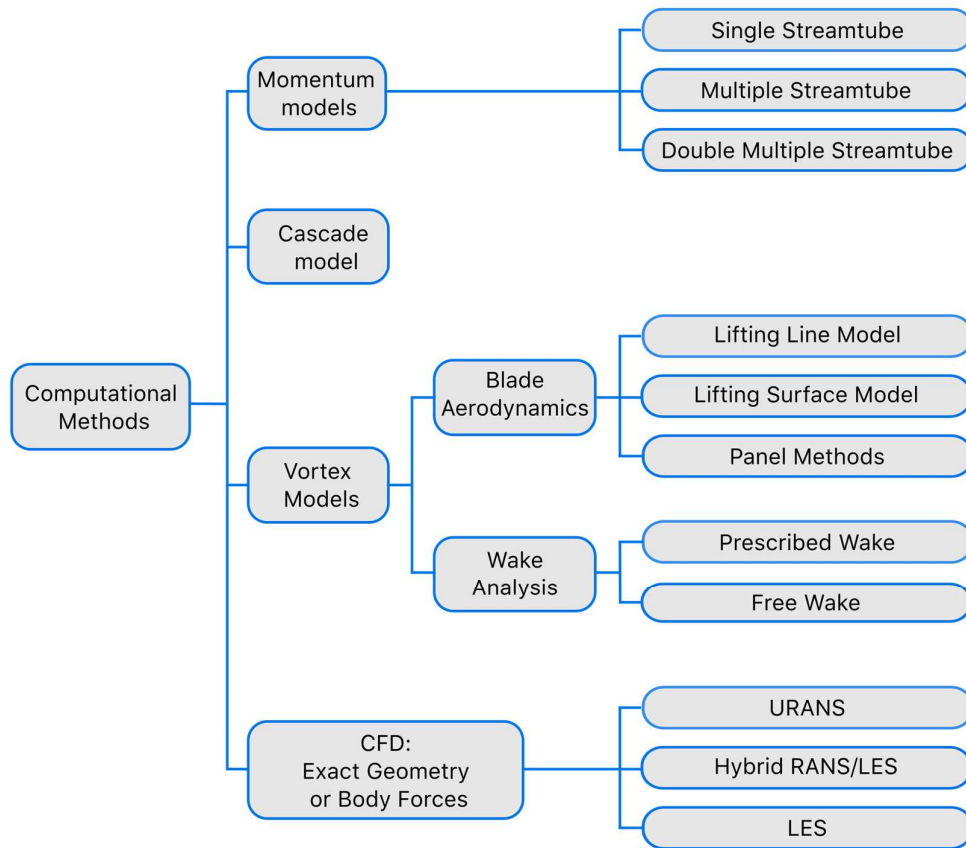 Single Streamtube
Momentum
models
Multiple Streamtube
Double Multiple Streamtube
Cascade
model
Lifting Line Model
Blade
Aerodynamics
Lifting Surface Model
Computational
Methods
Panel Methods
Vortex
Models
Prescribed Wake
Wake
Analysis
Free Wake
URANS
CFD:
Exact Geometry
or Body Forces
Hybrid RANS/LES
LES